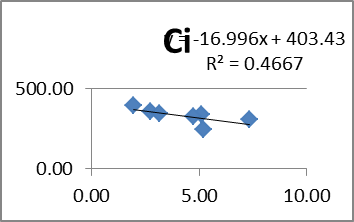 Ci
y = -16.996x + 403.43
R² = 0.4667
500.00
0.00
0.00 5.00 10.00